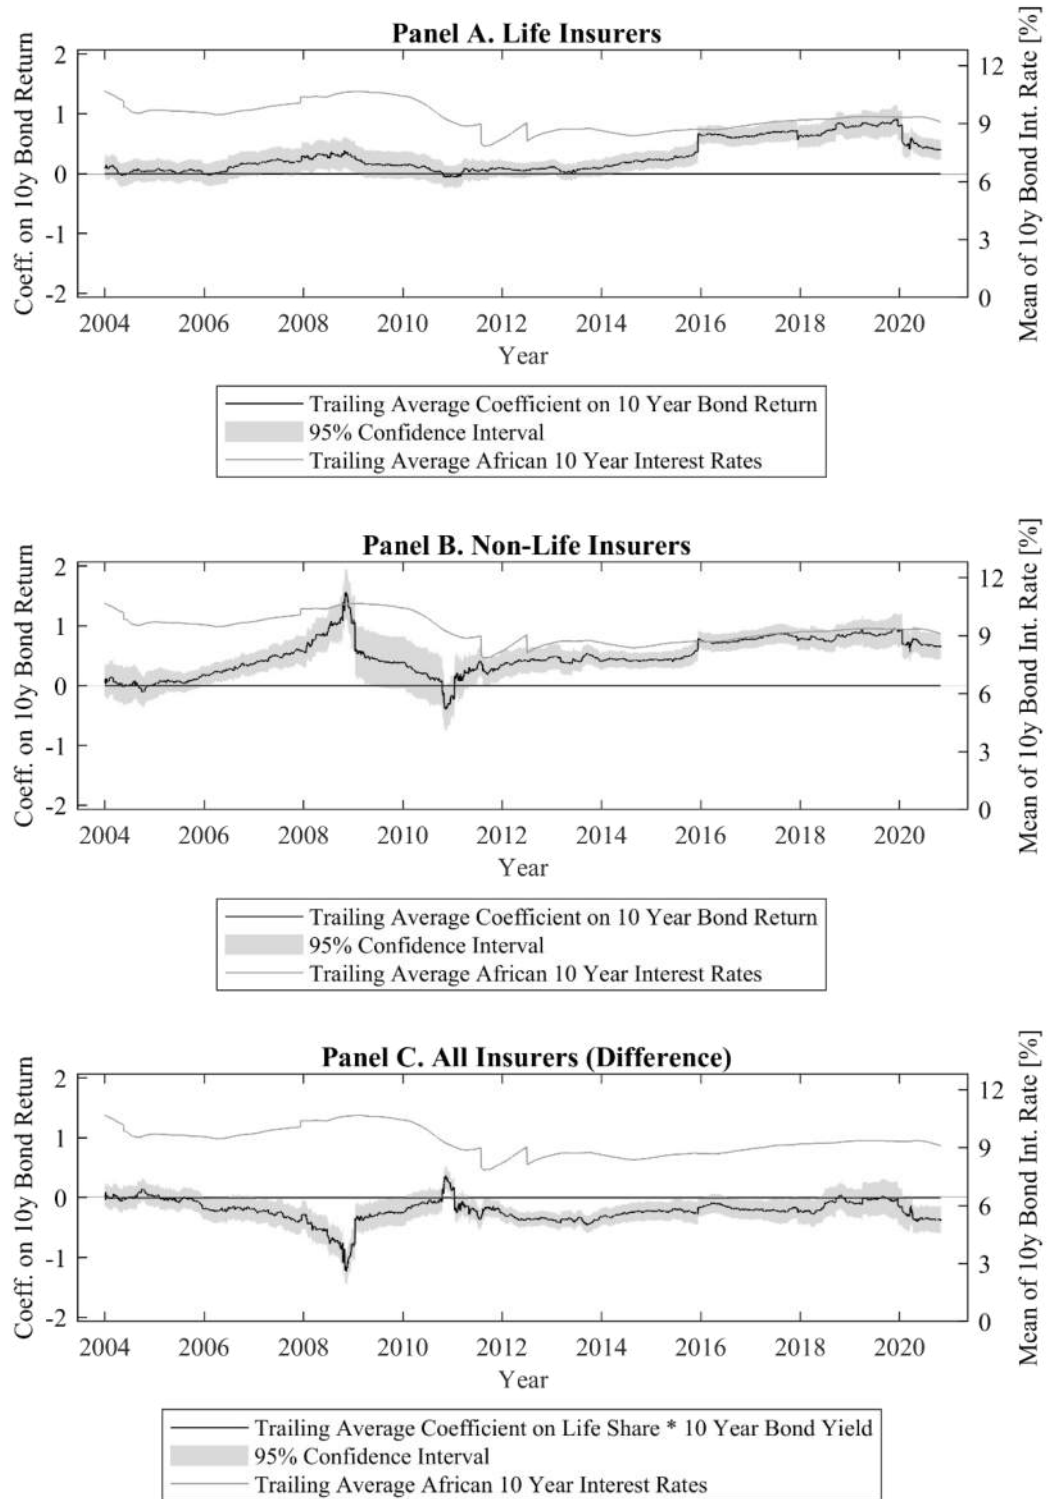 Panel A. Life Insurers
Coeff. on 10y Bond Return
2
1
0
-1
-2
12
9
6
3
0
Mean of 10y Bond Int. Rate [%]
2004 2006 2008 2010 2012 2014 2016 2018 2020
Year
Trailing Average Coefficient on 10 Year Bond Return
95% Confidence Interval
Trailing Average African 10 Year Interest Rates
Panel B. Non-Life Insurers
Coeff. on 10y Bond Return
2
1
0
-1
-2
12
9
6
3
0
Mean of 10y Bond Int. Rate [%]
2004 2006 2008 2010 2012 2014 2016 2018 2020
Year
Trailing Average Coefficient on 10 Year Bond Return
95% Confidence Interval
Trailing Average African 10 Year Interest Rates
Panel C. All Insurers (Difference)
Coeff. on 10y Bond Return
2
1
0
-1
-2
12
9
6
3
0
Mean of 10y Bond Int. Rate [%]
2004 2006 2008 2010 2012 2014 2016 2018 2020
Year
Trailing Average Coefficient on Life Share * 10 Year Bond Yield
95% Confidence Interval
Trailing Average African 10 Year Interest Rates